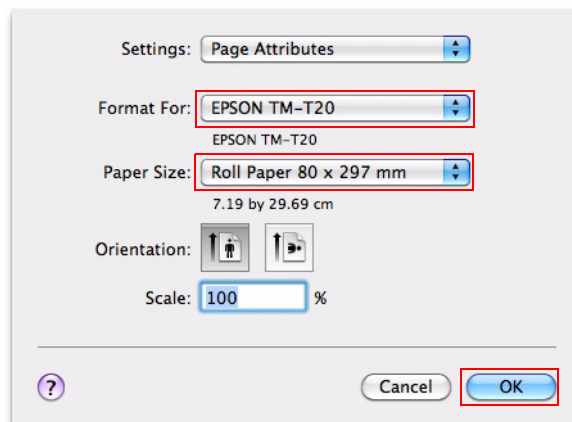 Settings: Page Attributes
Format For: EPSON TM-T20
EPSON TM-T20
Paper Size: Roll Paper 80 x 297 mm
7.19 by 29.69 cm
Orientation:
Scale: 100 %
? Cancel OK